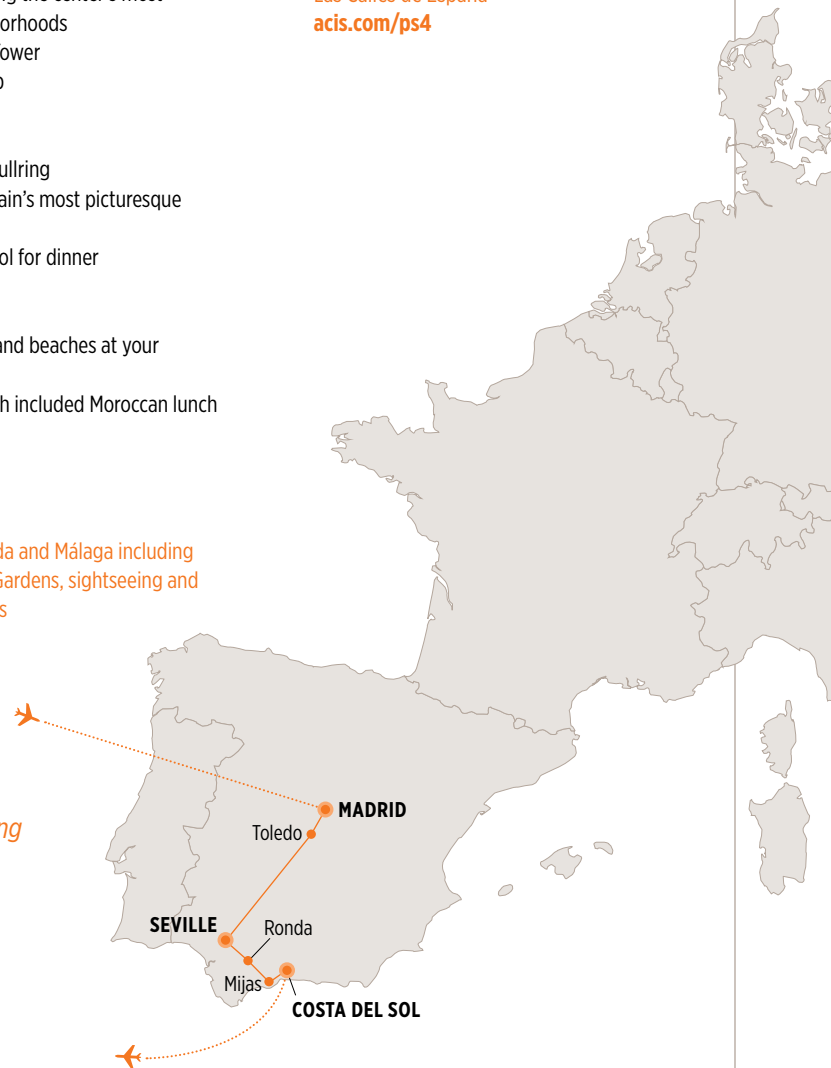 orhoods
ower
ullring
ain's most picturesque
ol for dinner
and beaches at your
h included Moroccan lunch
da and Málaga including
Gardens, sightseeing and
s
ng
acis.com/ps4
MADRID
Toledo
SEVILLE
Ronda
Mijas
COSTA DEL SOL